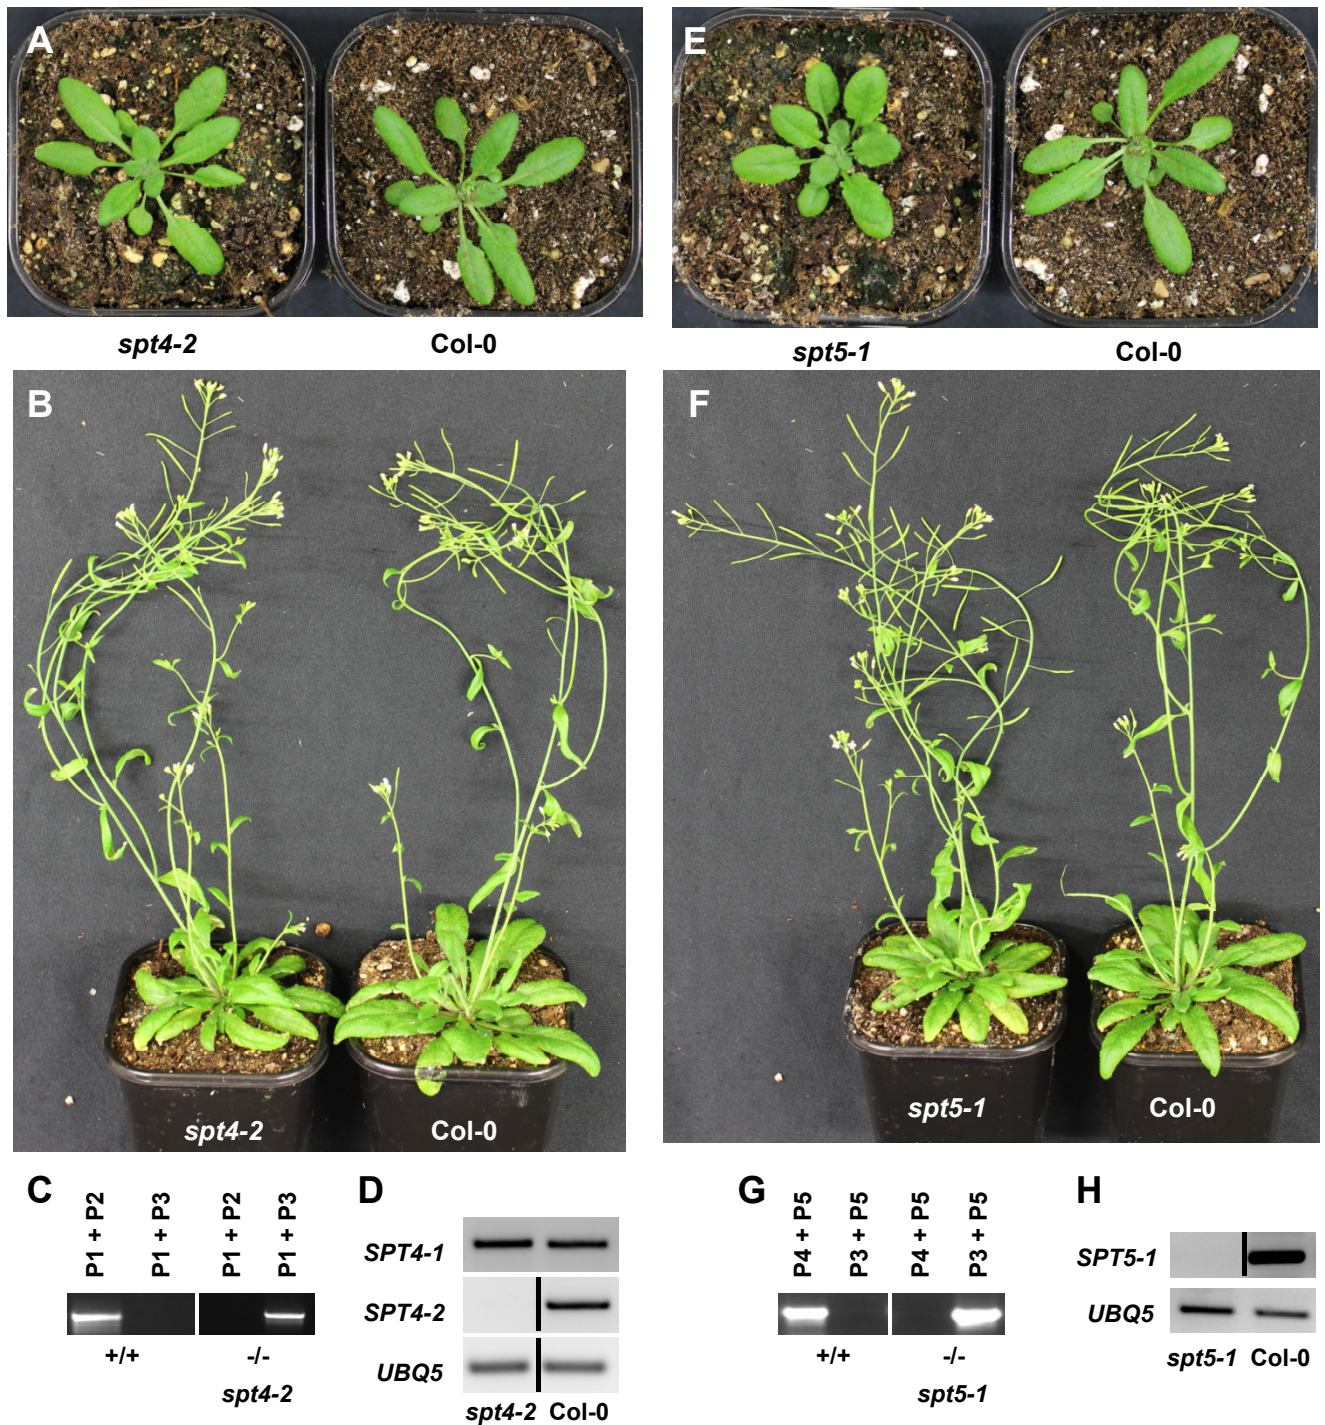 A
E
spt4-2 Col-0
spt5-1 Col-0
B
F
spt4-2 Col-0
spt5-1 Col-0
C
P1 + P2
P1 + P3
P1 + P2
P1 + P3
+/+ -/-
spt4-2
D
SPT4-1
SPT4-2
UBQ5
spt4-2 Col-0
G
P4 + P5
P3 + P5
P4 + P5
P3 + P5
+/+ -/-
spt5-1
H
SPT5-1
UBQ5
spt5-1 Col-0